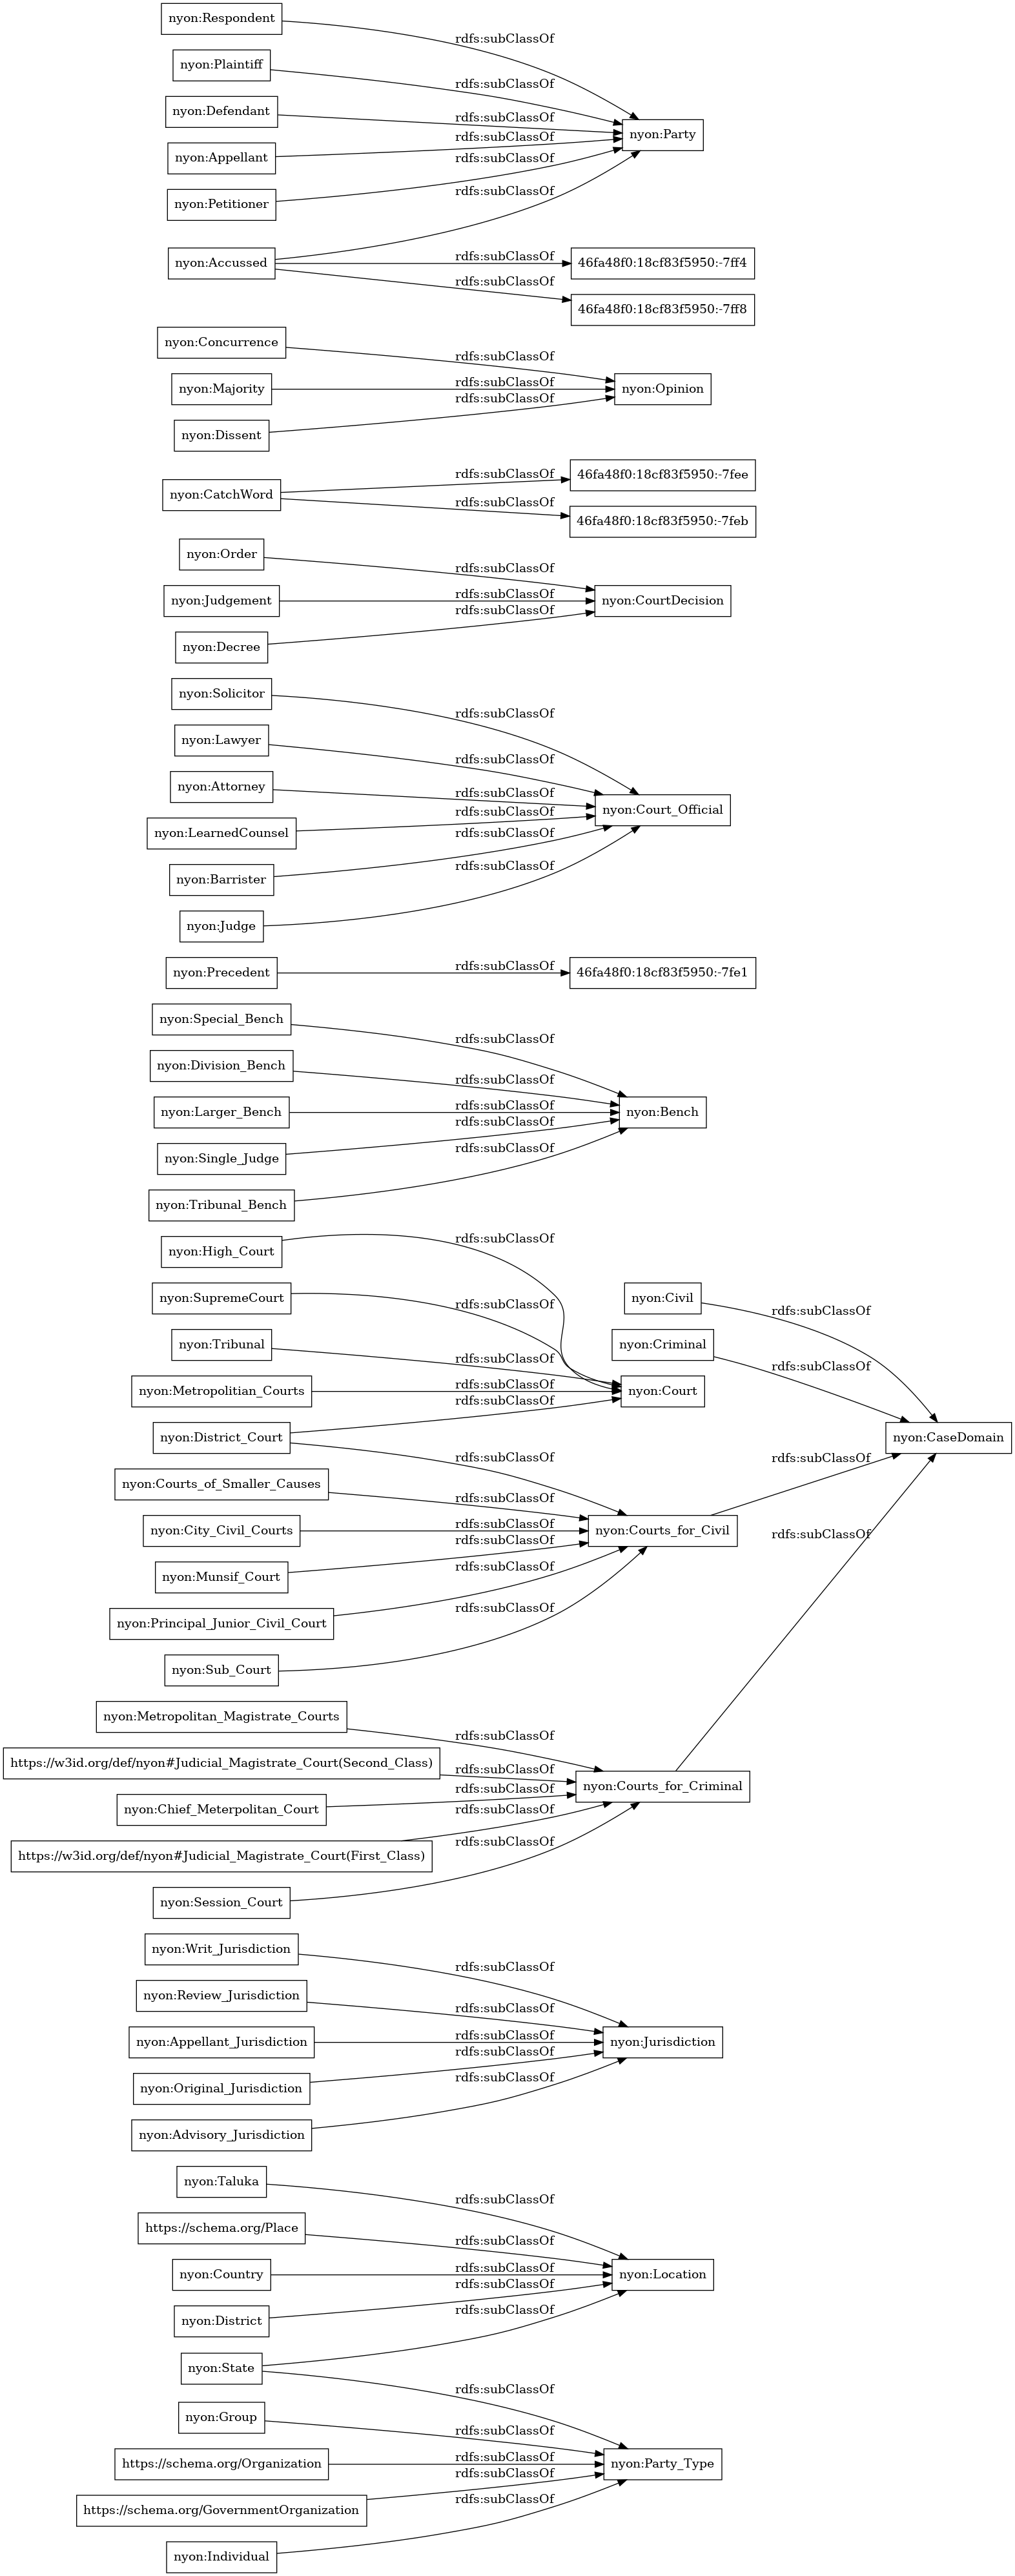 nyon:Respondent
rdfs:subClassOf
nyon:Plaintiff
rdfs:subClassOf
nyon:Defendant
rdfs:subClassOf
nyon:Party
rdfs:subClassOf
nyon:Appellant
rdfs:subClassOf
nyon:Petitioner
rdfs:subClassOf
nyon:Accussed
rdfs:subClassOf
46fa48f0:18cf83f5950:-7ff4
rdfs:subClassOf
46fa48f0:18cf83f5950:-7ff8
nyon:Concurrence
rdfs:subClassOf
nyon:Majority
rdfs:subClassOf
nyon:Opinion
rdfs:subClassOf
nyon:Dissent
rdfs:subClassOf
46fa48f0:18cf83f5950:-7fee
nyon:CatchWord
rdfs:subClassOf
46fa48f0:18cf83f5950:-7feb
nyon:Order
rdfs:subClassOf
nyon:Judgement
rdfs:subClassOf
nyon:CourtDecision
rdfs:subClassOf
nyon:Decree
nyon:Solicitor
rdfs:subClassOf
nyon:Lawyer
rdfs:subClassOf
nyon:Attorney
rdfs:subClassOf
nyon:Court_Official
rdfs:subClassOf
nyon:LearnedCounsel
rdfs:subClassOf
nyon:Barrister
rdfs:subClassOf
nyon:Judge
nyon:Precedent
rdfs:subClassOf
46fa48f0:18cf83f5950:-7fe1
nyon:Special_Bench
rdfs:subClassOf
nyon:Division_Bench
rdfs:subClassOf
nyon:Larger_Bench
rdfs:subClassOf
nyon:Bench
rdfs:subClassOf
nyon:Single_Judge
rdfs:subClassOf
nyon:Tribunal_Bench
nyon:High_Court
rdfs:subClassOf
nyon:SupremeCourt
rdfs:subClassOf
nyon:Civil
rdfs:subClassOf
nyon:Tribunal
rdfs:subClassOf
nyon:Criminal
rdfs:subClassOf
nyon:Metropolitian_Courts
rdfs:subClassOf
nyon:Court
rdfs:subClassOf
nyon:District_Court
rdfs:subClassOf
nyon:CaseDomain
rdfs:subClassOf
nyon:Courts_of_Smaller_Causes
rdfs:subClassOf
nyon:City_Civil_Courts
rdfs:subClassOf
nyon:Courts_for_Civil
rdfs:subClassOf
rdfs:subClassOf
nyon:Munsif_Court
rdfs:subClassOf
nyon:Principal_Junior_Civil_Court
rdfs:subClassOf
nyon:Sub_Court
nyon:Metropolitan_Magistrate_Courts
rdfs:subClassOf
https://w3id.org/def/nyon#Judicial_Magistrate_Court(Second_Class)
rdfs:subClassOf
nyon:Courts_for_Criminal
rdfs:subClassOf
nyon:Chief_Meterpolitan_Court
rdfs:subClassOf
https://w3id.org/def/nyon#Judicial_Magistrate_Court(First_Class)
rdfs:subClassOf
nyon:Session_Court
nyon:Writ_Jurisdiction
rdfs:subClassOf
nyon:Review_Jurisdiction
rdfs:subClassOf
nyon:Appellant_Jurisdiction
rdfs:subClassOf
nyon:Jurisdiction
rdfs:subClassOf
nyon:Original_Jurisdiction
rdfs:subClassOf
nyon:Advisory_Jurisdiction
nyon:Taluka
rdfs:subClassOf
https://schema.org/Place
rdfs:subClassOf
nyon:Country
rdfs:subClassOf
nyon:Location
rdfs:subClassOf
nyon:District
rdfs:subClassOf
nyon:State
rdfs:subClassOf
nyon:Group
rdfs:subClassOf
https://schema.org/Organization
rdfs:subClassOf
nyon:Party_Type
rdfs:subClassOf
https://schema.org/GovernmentOrganization
rdfs:subClassOf
nyon:Individual